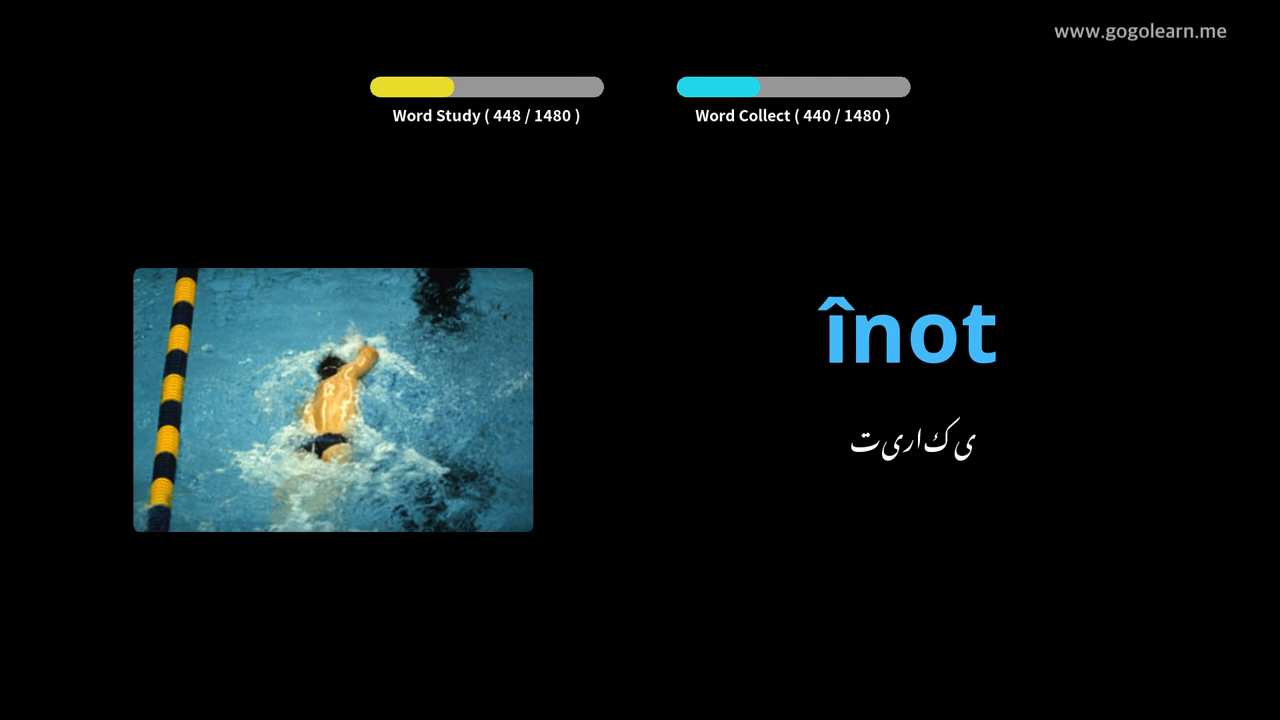 www.gogolearn.me
Word Study ( 448 / 1480 )
Word Collect ( 440 / 1480 )
înot
ی ک ا ر ی ت